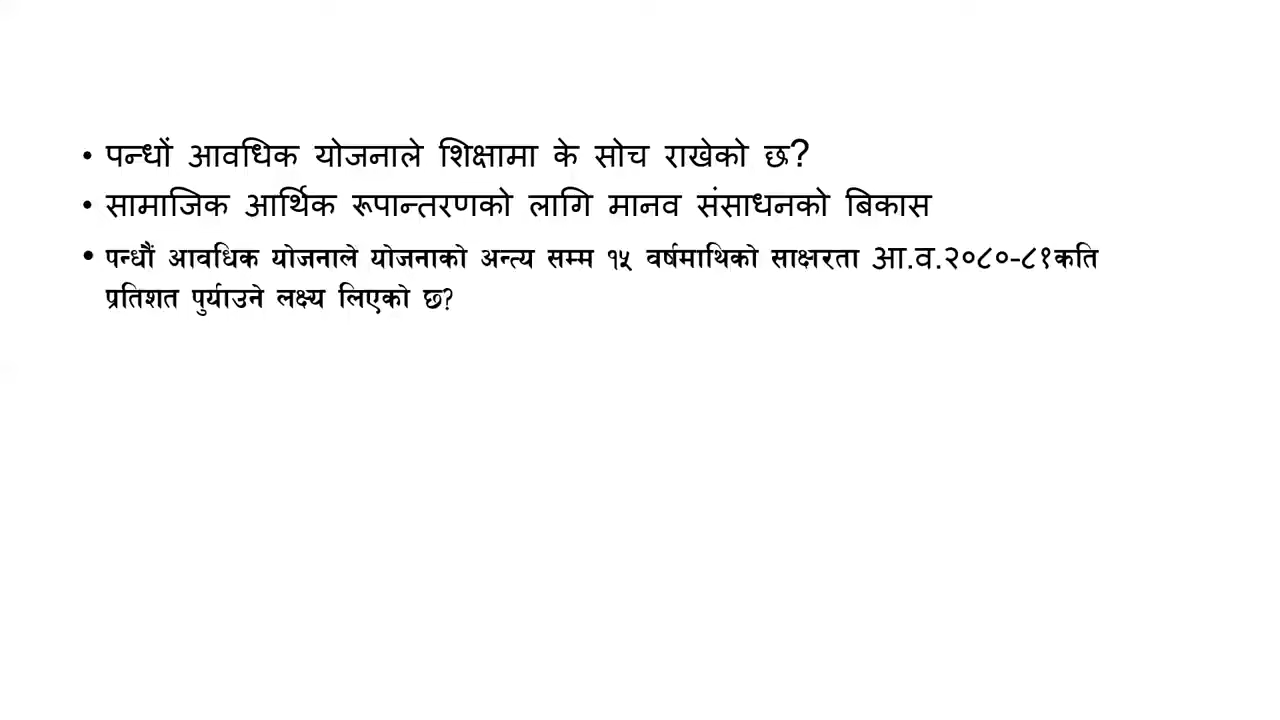 • पन्धों आवधिक योजनाले शिक्षामा के सोच राखेको छ?
• सामाजिक आर्थिक रूपान्तरणको लागि मानव संसाधनको बिकास
• पन्धौं आवधिक योजनाले योजनाको अन्त्य सम्म १५ वर्षमाथिको साक्षरता आ.व.२०८०-८१कति
प्रतिशत पुर्याउने लक्ष्य लिएको छ?